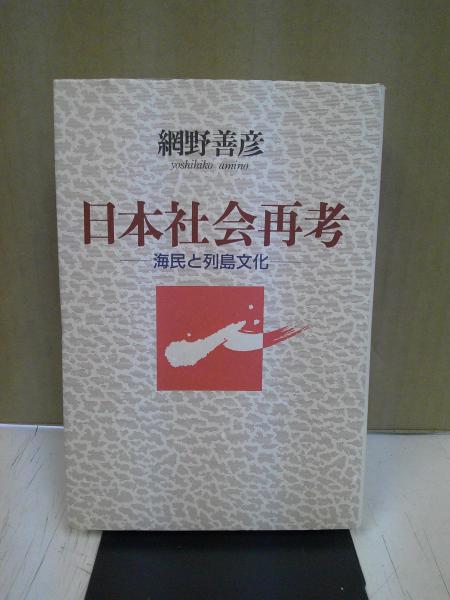 網野善彦
yoshihiko amino
日本社会再考
海民と列島文化